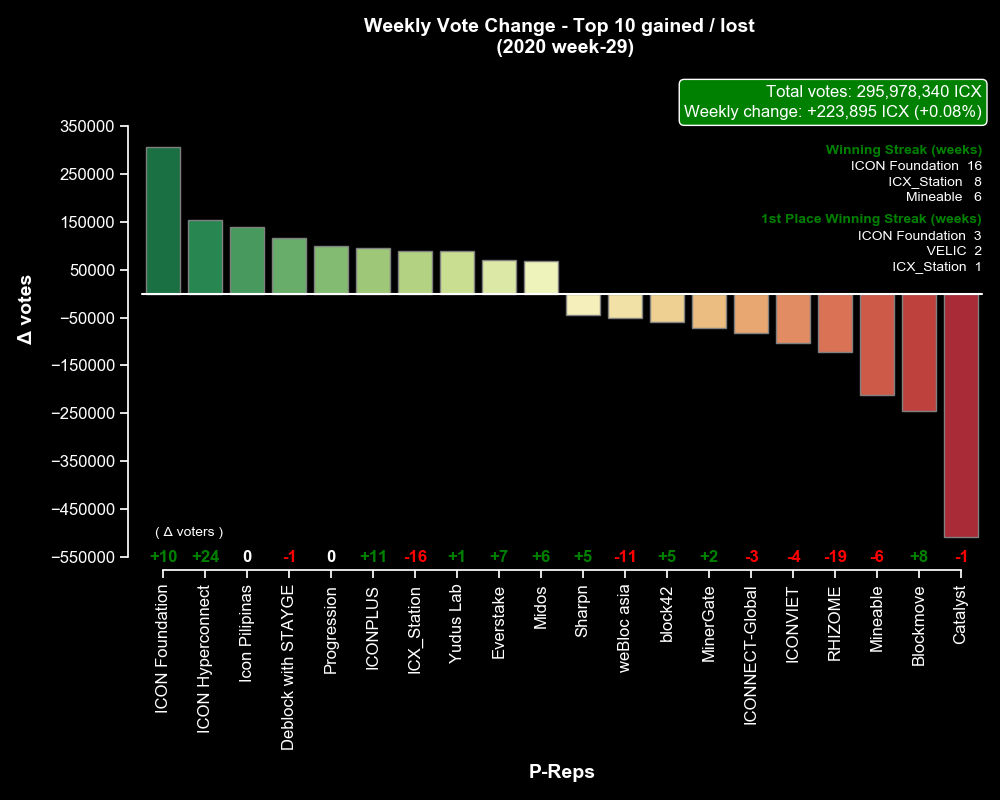 Weekly Vote Change - Top 10 gained / lost
(2020 week-29)
Total votes: 295,978,340 ICX
Weekly change: +223,895 ICX (+0.08%)
Winning Streak (weeks)
ICON Foundation 16
ICX_Station 8
Mineable 6
1st Place Winning Streak (weeks)
ICON Foundation 3
VELIC 2
ICX_Station 1
Δ votes
350000
250000
150000
50000
−50000
−150000
−250000
−350000
−450000
−550000
( Δ voters )
+10 +24 0 -1 0 +11 -16 +1 +7 +6 +5 -11 +5 +2 -3 -4 -19 -6 +8 -1
ICON Foundation
ICON Hyperconnect
Icon Pilipinas
Deblock with STAYGE
Progression
ICONPLUS
ICX_Station
Yudus Lab
Everstake
Midos
Sharpn
weBloc asia
block42
MinerGate
ICONNECT-Global
ICONVIET
RHIZOME
Mineable
Blockmove
Catalyst
P-Reps